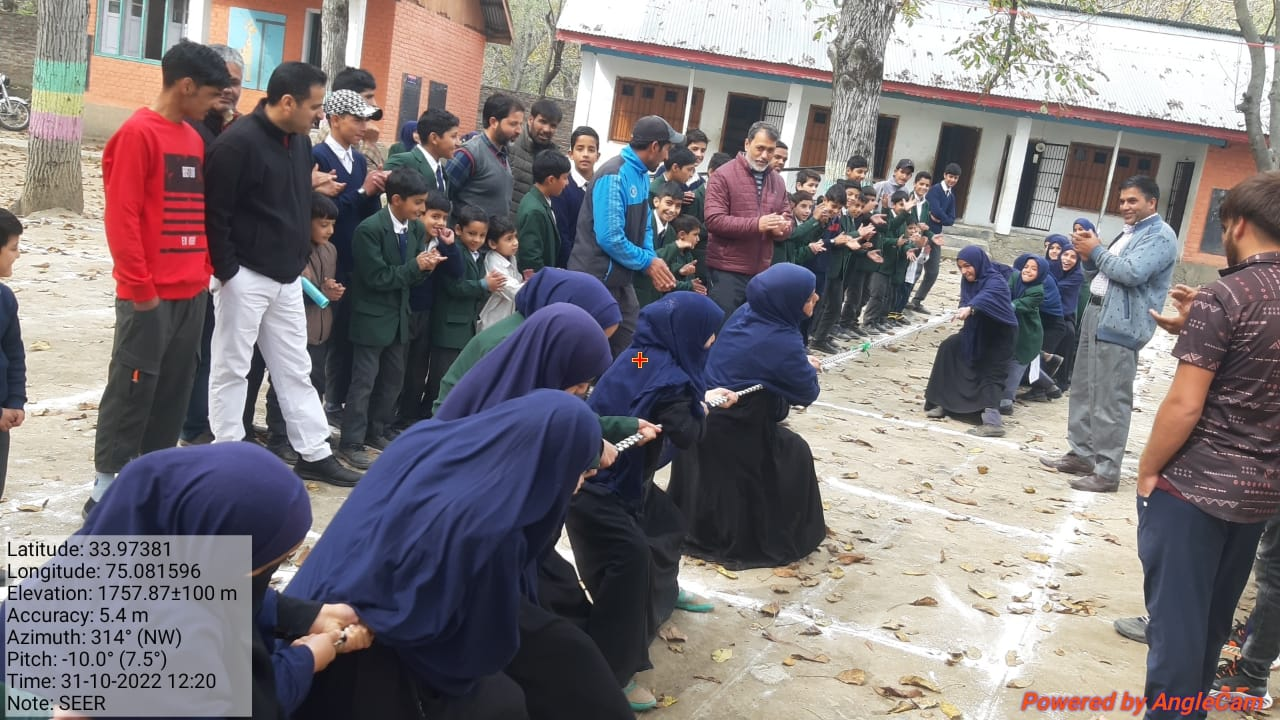 Latitude: 33.97381
Longitude: 75.081596
Elevation: 1757.87±100 m
Accuracy: 5.4 m
Azimuth: 314° (NW)
Pitch: -10.0° (7.5°)
Time: 31-10-2022 12:20
Note: SEER
Powered by AngleCam